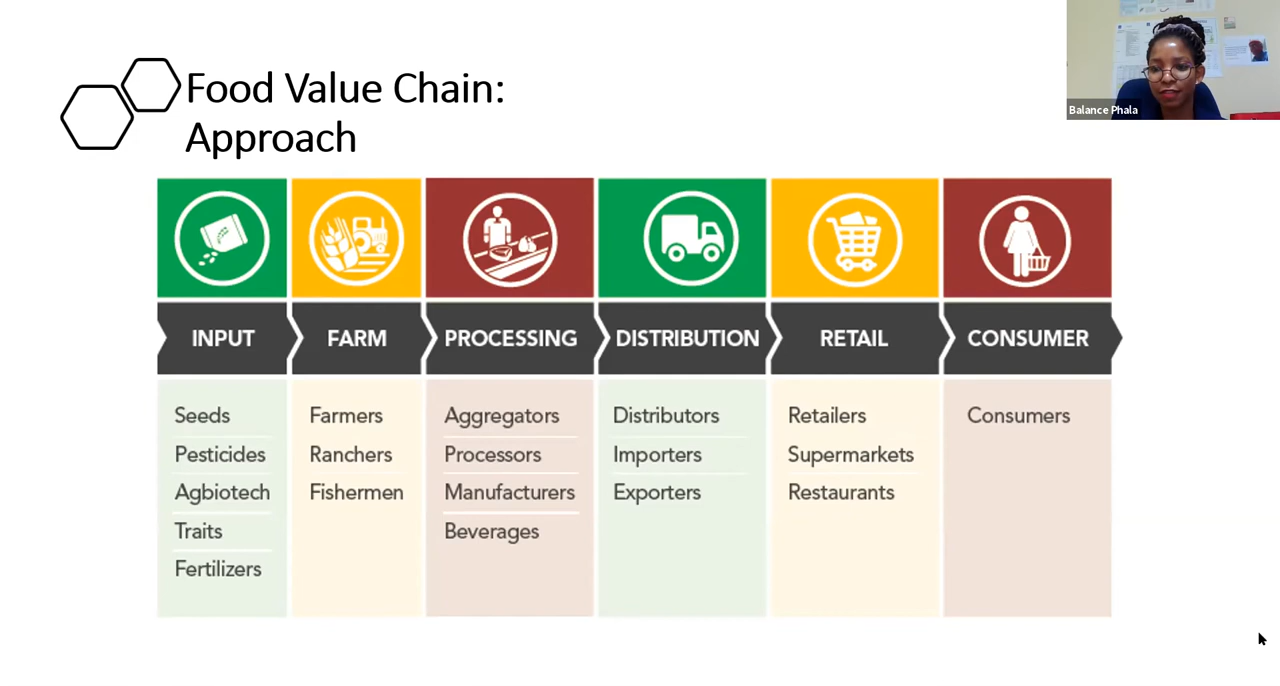 Food Value Chain:
Approach
Balance Phala
INPUT
FARM
PROCESSING
DISTRIBUTION
RETAIL
CONSUMER
Seeds
Pesticides
Agbiotech
Traits
Fertilizers
Farmers
Ranchers
Fishermen
Aggregators
Processors
Manufacturers
Beverages
Distributors
Importers
Exporters
Retailers
Supermarkets
Restaurants
Consumers